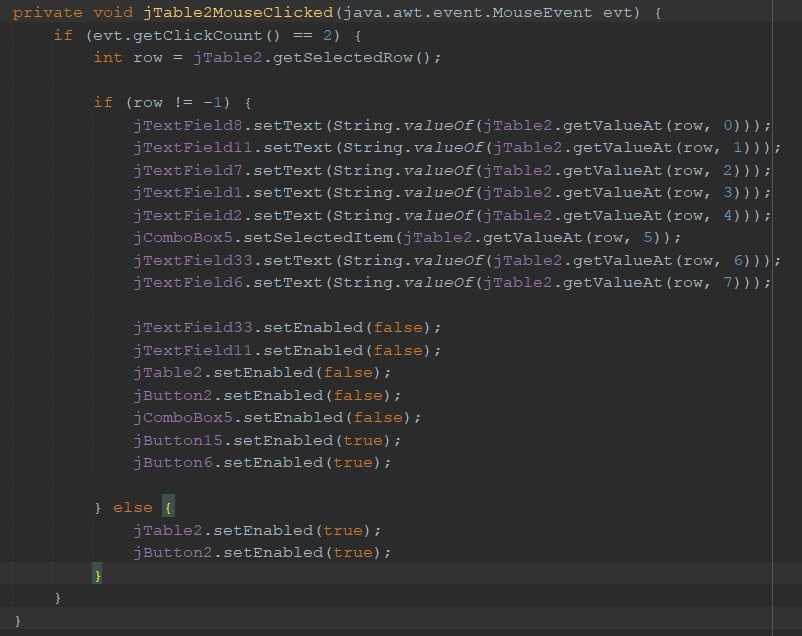 private void jTable2MouseClicked(java.awt.event.MouseEvent evt) {
if (evt.getClickCount() == 2) {
int row = jTable2.getSelectedRow();
if (row != -1) {
jTextField8.setText(String.valueOf(jTable2.getValueAt(row, 0)));
jTextField11.setText(String.valueOf(jTable2.getValueAt(row, 1)));
jTextField7.setText(String.valueOf(jTable2.getValueAt(row, 2)));
jTextField1.setText(String.valueOf(jTable2.getValueAt(row, 3)));
jTextField2.setText(String.valueOf(jTable2.getValueAt(row, 4)));
jComboBox5.setSelectedItem(jTable2.getValueAt(row, 5));
jTextField33.setText(String.valueOf(jTable2.getValueAt(row, 6)));
jTextField6.setText(String.valueOf(jTable2.getValueAt(row, 7)));
jTextField33.setEnabled(false);
jTextField11.setEnabled(false);
jTable2.setEnabled(false);
jButton2.setEnabled(false);
jComboBox5.setEnabled(false);
jButton15.setEnabled(true);
jButton6.setEnabled(true);
} else {
jTable2.setEnabled(true);
jButton2.setEnabled(true);
}
}
}